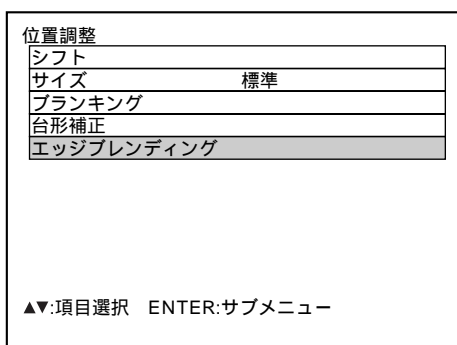 位置調整
シフト
サイズ 標準
ブランキング
台形補正
エッジブレンディング
▲▼:項目選択 ENTER:サブメニュー